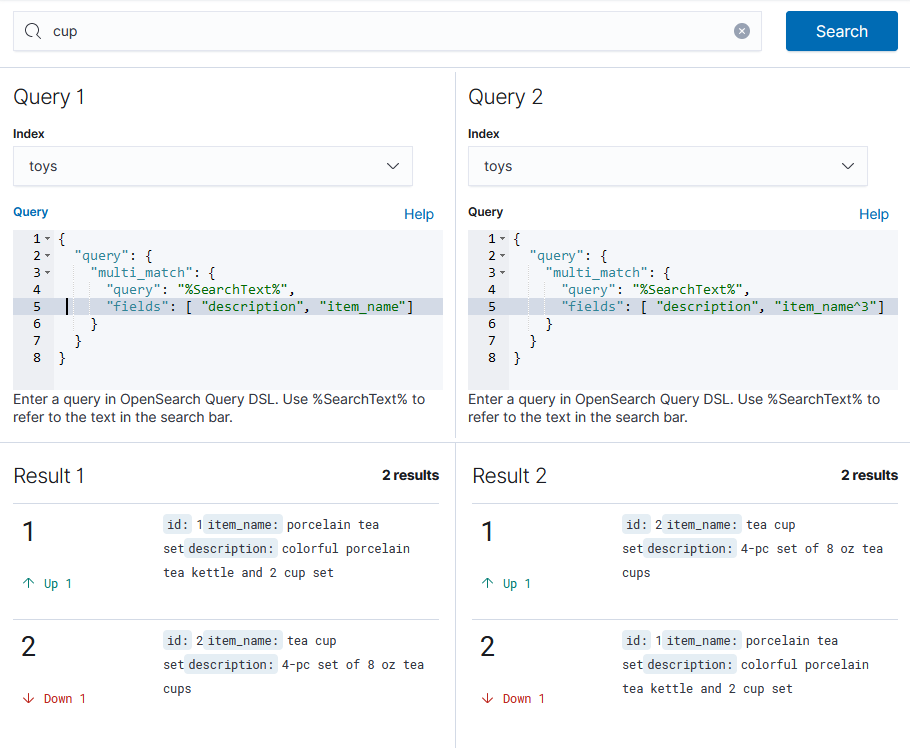 cup
Search
Query 1
Index
toys
Query
Help
1 {
2 "query": {
3 "multi_match": {
4 "query": "%SearchText%",
5 "fields": [ "description", "item_name"]
6 }
7 }
8 }
Enter a query in OpenSearch Query DSL. Use %SearchText% to
refer to the text in the search bar.
Query 2
Index
toys
Query
Help
1 {
2 "query": {
3 "multi_match": {
4 "query": "%SearchText%",
5 "fields": [ "description", "item_name^3"]
6 }
7 }
8 }
Enter a query in OpenSearch Query DSL. Use %SearchText% to
refer to the text in the search bar.
Result 1
2 results
1
Up 1
id: 1 item_name: porcelain tea
set description: colorful porcelain
tea kettle and 2 cup set
2
Down 1
id: 2 item_name: tea cup
set description: 4-pc set of 8 oz tea
cups
Result 2
2 results
1
Up 1
id: 2 item_name: tea cup
set description: 4-pc set of 8 oz tea
cups
2
Down 1
id: 1 item_name: porcelain tea
set description: colorful porcelain
tea kettle and 2 cup set